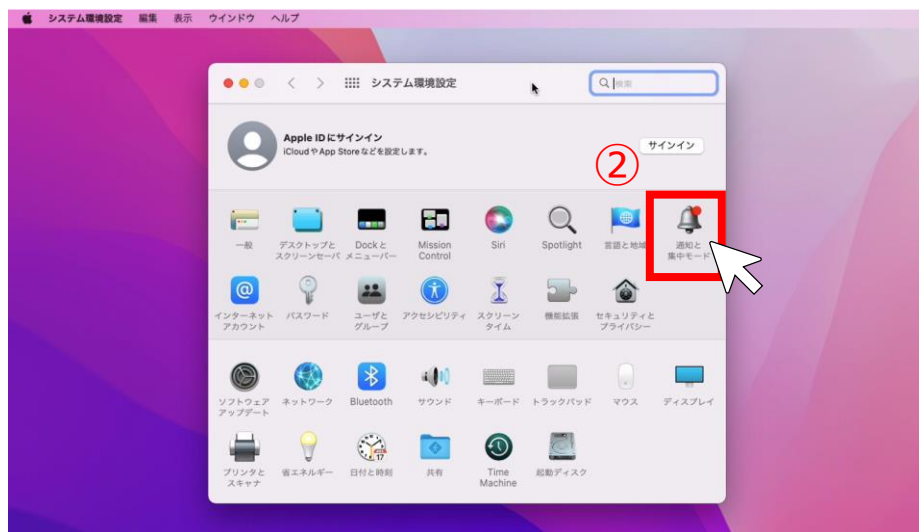 システム環境設定 編集 表示 ウインドウ ヘルプ
システム環境設定
検索
Apple IDにサインイン
iCloudやApp Storeなどを設定します。
サインイン
②
一般
デスクトップと
スクリーンセーバ
Dockと
メニューバー
Mission
Control
Siri
Spotlight
言語と地域
通知と
集中モード
インターネット
アカウント
パスワード
ユーザと
グループ
アクセシビリティ
スクリーン
タイム
機能拡張
セキュリティと
プライバシー
ソフトウェア
アップデート
ネットワーク
Bluetooth
サウンド
キーボード
トラックパッド
マウス
ディスプレイ
プリンタと
スキャナ
省エネルギー
17
日付と時刻
共有
Time
Machine
起動ディスク